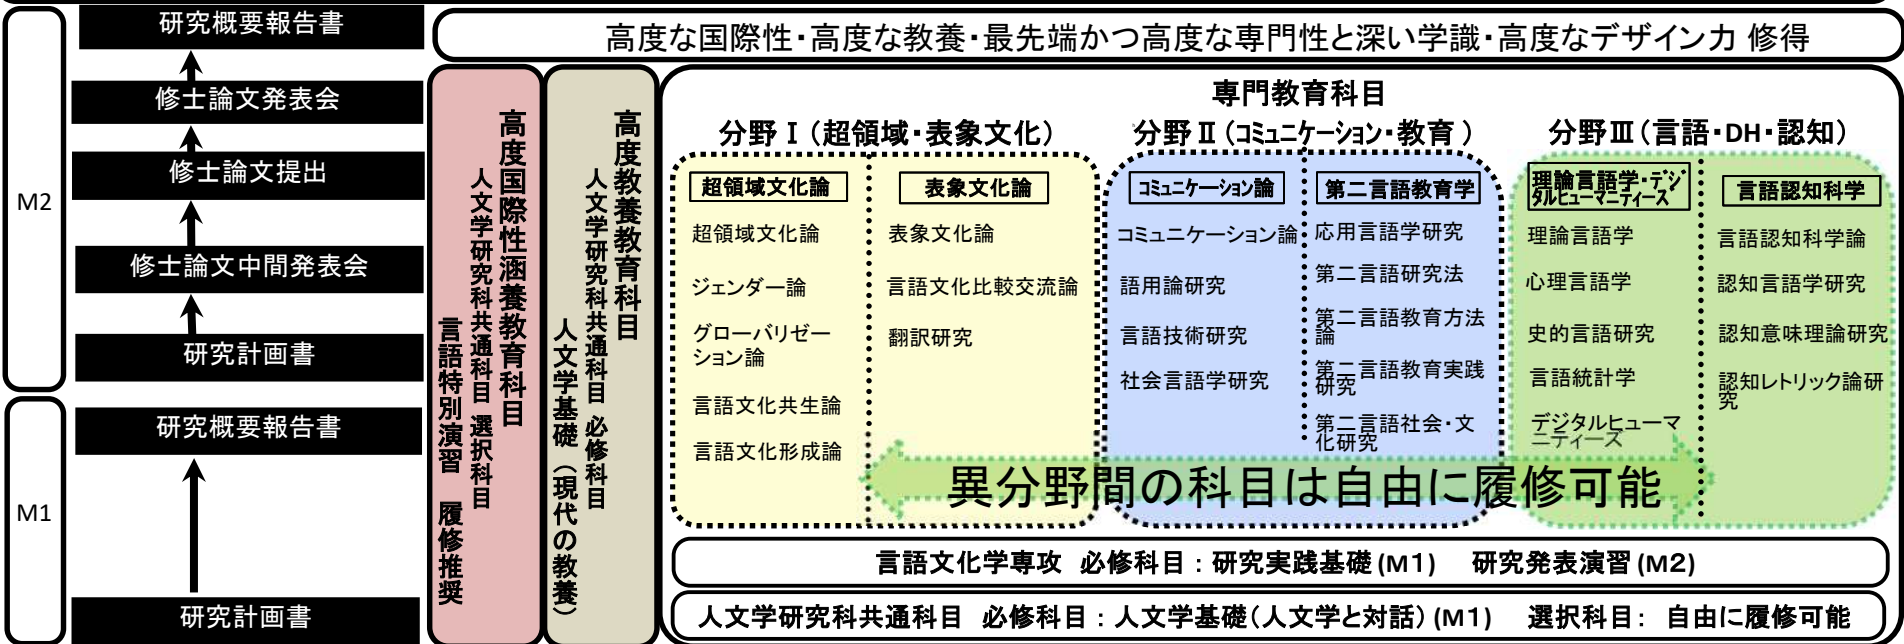 研究概要報告書
修士論文発表会
修士論文提出
修士論文中間発表会
研究計画書
M2
研究概要報告書
研究計画書
M1
高度な国際性・高度な教養・最先端かつ高度な専門性と深い学識・高度なデザイン力 修得
高度国際性涵養教育科目
人文学研究科共通科目 選択科目
言語特別演習 履修推奨
高度教養教育科目
人文学研究科共通科目 必修科目
人文学基礎（現代の教養）
専門教育科目
分野Ⅰ（超領域・表象文化）
超領域文化論
超領域文化論
ジェンダー論
グローバリゼー
ション論
言語文化共生論
言語文化形成論
表象文化論
表象文化論
言語文化比較交流論
翻訳研究
分野Ⅱ（コミュニケーション・教育）
コミュニケーション論
コミュニケーション論
語用論研究
言語技術研究
社会言語学研究
第二言語教育学
応用言語学研究
第二言語研究法
第二言語教育方法
論
第二言語教育実践
研究
第二言語社会・文
化研究
分野Ⅲ（言語・DH・認知）
理論言語学・デジ
タルヒューマニティーズ
理論言語学
心理言語学
史的言語研究
言語統計学
デジタルヒューマ
ニティーズ
言語認知科学
言語認知科学論
認知言語学研究
認知意味理論研究
認知レトリック論研
究
異分野間の科目は自由に履修可能
言語文化学専攻 必修科目：研究実践基礎(M1) 研究発表演習(M2)
人文学研究科共通科目 必修科目：人文学基礎（人文学と対話）(M1) 選択科目： 自由に履修可能